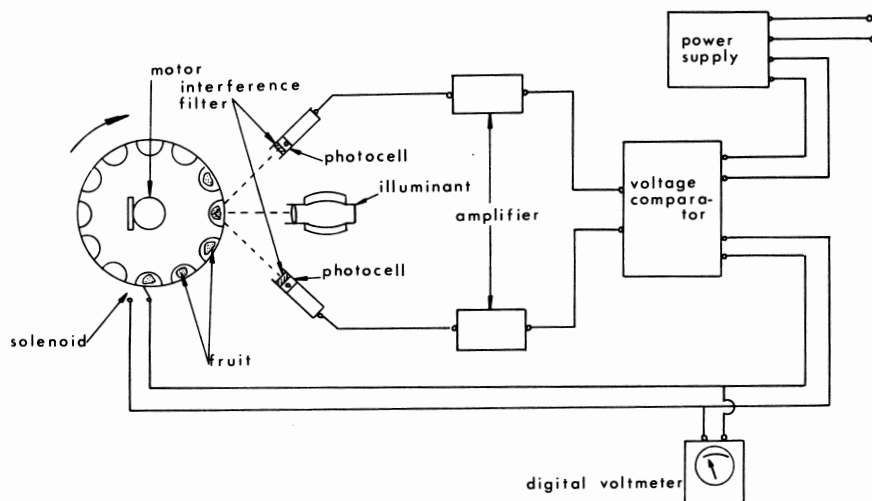 power
supply
motor
interference
filter
photocell
illuminant
voltage
compara-
tor
amplifier
photocell
solenoid
fruit
digital voltmeter